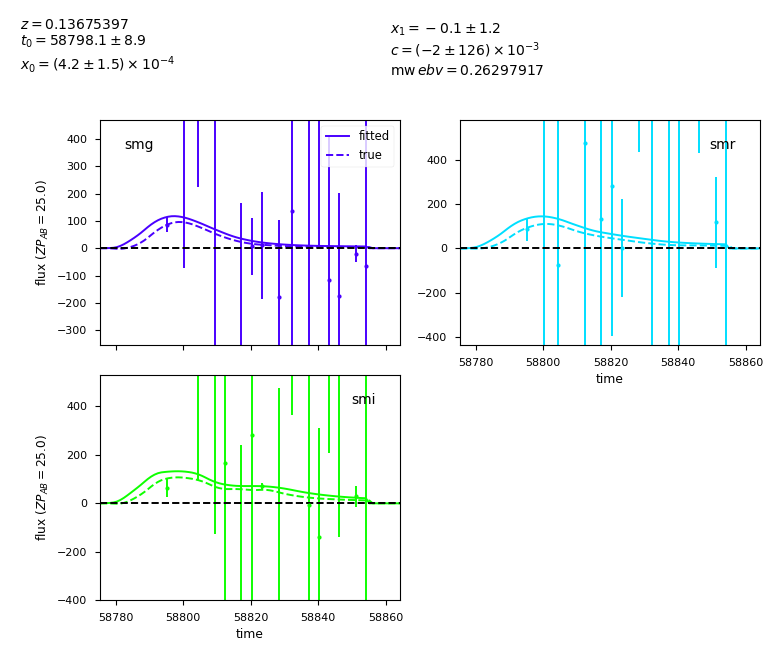 z = 0.13675397
t0 = 58798.1 ± 8.9
x0 = (4.2 ± 1.5) × 10^−4
x1 = −0.1 ± 1.2
c = (−2 ± 126) × 10^−3
mw ebv = 0.26297917
smg
fitted
true
400
300
200
100
0
−100
−200
−300
flux (ZP_AB = 25.0)
smr
400
200
0
−200
−400
58780 58800 58820 58840 58860
time
smi
400
200
0
−200
−400
flux (ZP_AB = 25.0)
58780 58800 58820 58840 58860
time